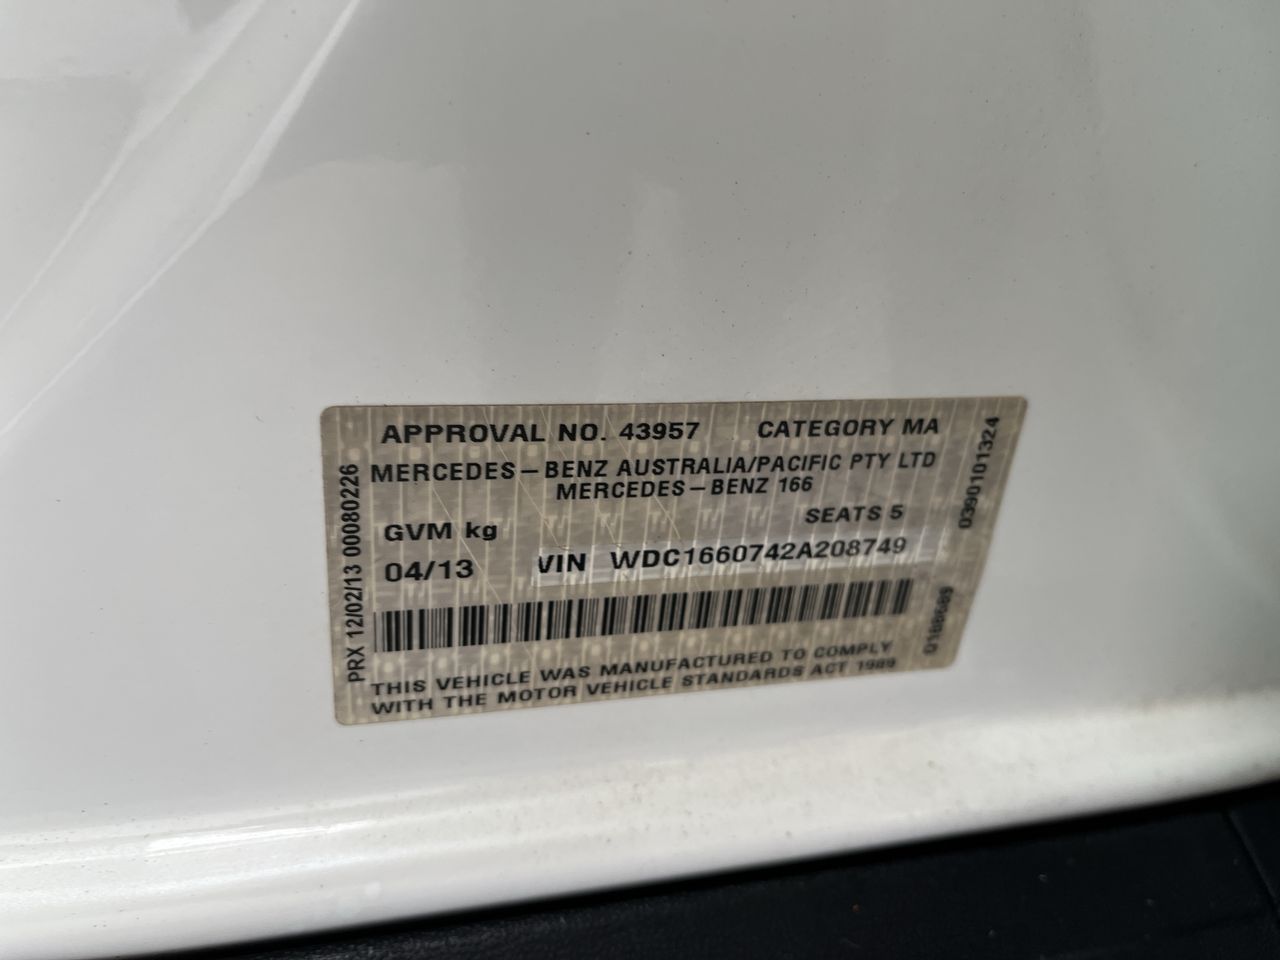 APPROVAL NO. 43957 CATEGORY MA
MERCEDES-BENZ AUSTRALIA/PACIFIC PTY LTD
MERCEDES-BENZ 166
SEATS 5
GVM kg
04/13 VIN WDC1660742A208749
THIS VEHICLE WAS MANUFACTURED TO COMPLY
WITH THE MOTOR VEHICLE STANDARDS ACT 1989
PRX 12/02/13 00080226
0390101324